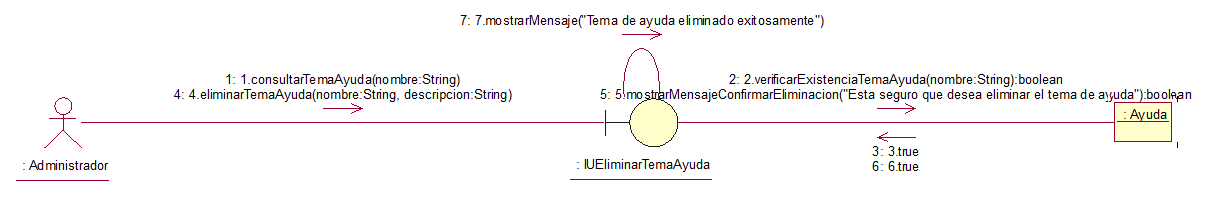 7: 7.mostrarMensaje("Tema de ayuda eliminado exitosamente")
1: 1.consultarTemaAyuda(nombre:String)
4: 4.eliminarTemaAyuda(nombre:String, descripcion:String)
2: 2.verificarExistenciaTemaAyuda(nombre:String):boolean
5: 5.mostrarMensajeConfirmarEliminacion("Esta seguro que desea eliminar el tema de ayuda"):boolean
: Ayuda
3: 3.true
6: 6.true
: Administrador
: IUEliminarTemaAyuda